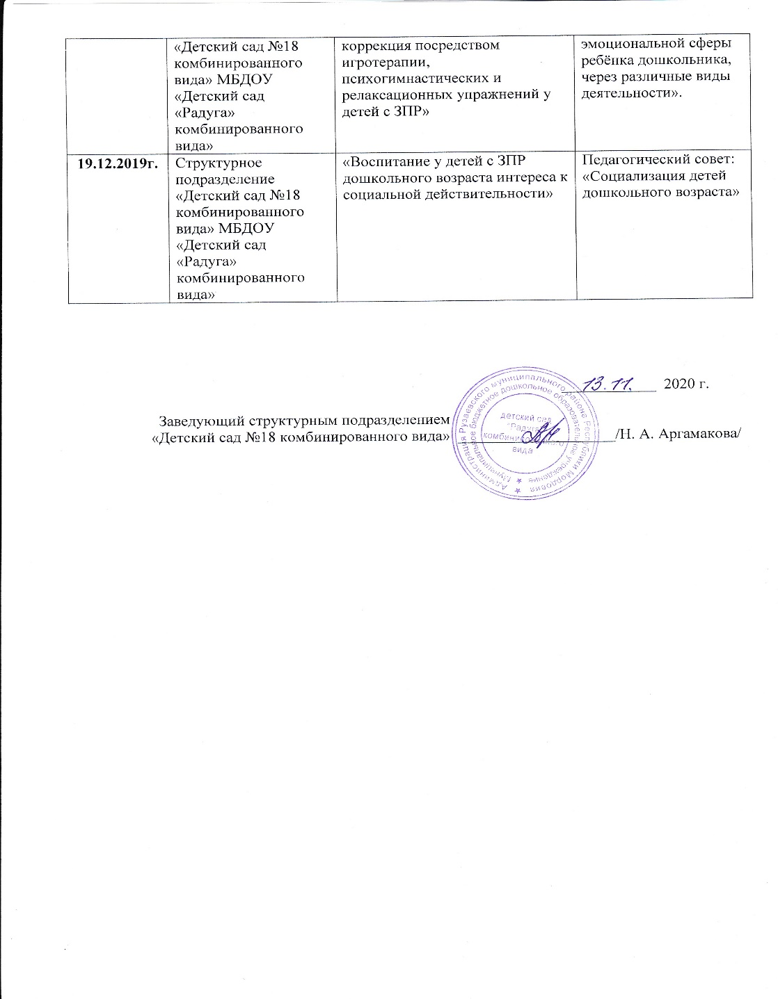 «Детский сад №18
комбинированного
вида» МБДОУ
«Детский сад
«Радуга»
комбинированного
вида»
коррекция посредством
игротерапии,
психогимнастических и
релаксационных упражнений у
детей с ЗПР»
эмоциональной сферы
ребёнка дошкольника,
через различные виды
деятельности».
19.12.2019г.
Структурное
подразделение
«Детский сад №18
комбинированного
вида» МБДОУ
«Детский сад
«Радуга»
комбинированного
вида»
«Воспитание у детей с ЗПР
дошкольного возраста интереса к
социальной действительности»
Педагогический совет:
«Социализация детей
дошкольного возраста»
13.11. 2020 г.
Заведующий структурным подразделением
«Детский сад №18 комбинированного вида» /Н. А. Аргамакова/
Администрация Рузаевского муниципального района Республики Мордовия
Муниципальное бюджетное дошкольное образовательное учреждение
детский сад
"Радуга"
комбинированного
вида